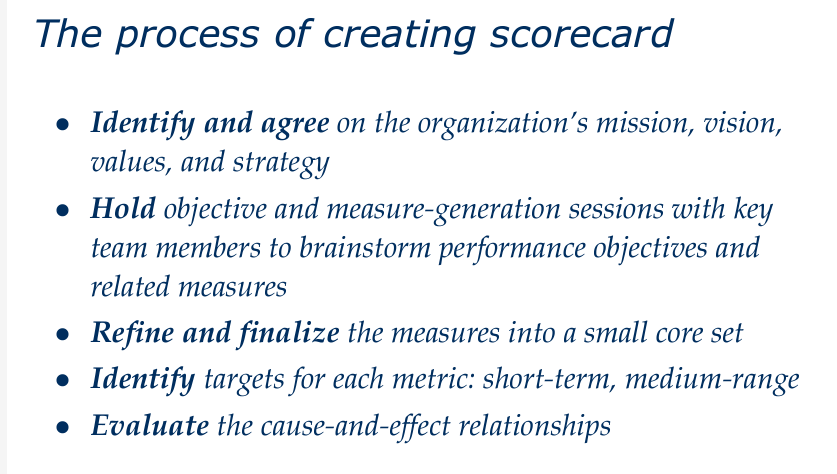 The process of creating scorecard
• Identify and agree on the organization's mission, vision,
values, and strategy
• Hold objective and measure-generation sessions with key
team members to brainstorm performance objectives and
related measures
• Refine and finalize the measures into a small core set
• Identify targets for each metric: short-term, medium-range
• Evaluate the cause-and-effect relationships